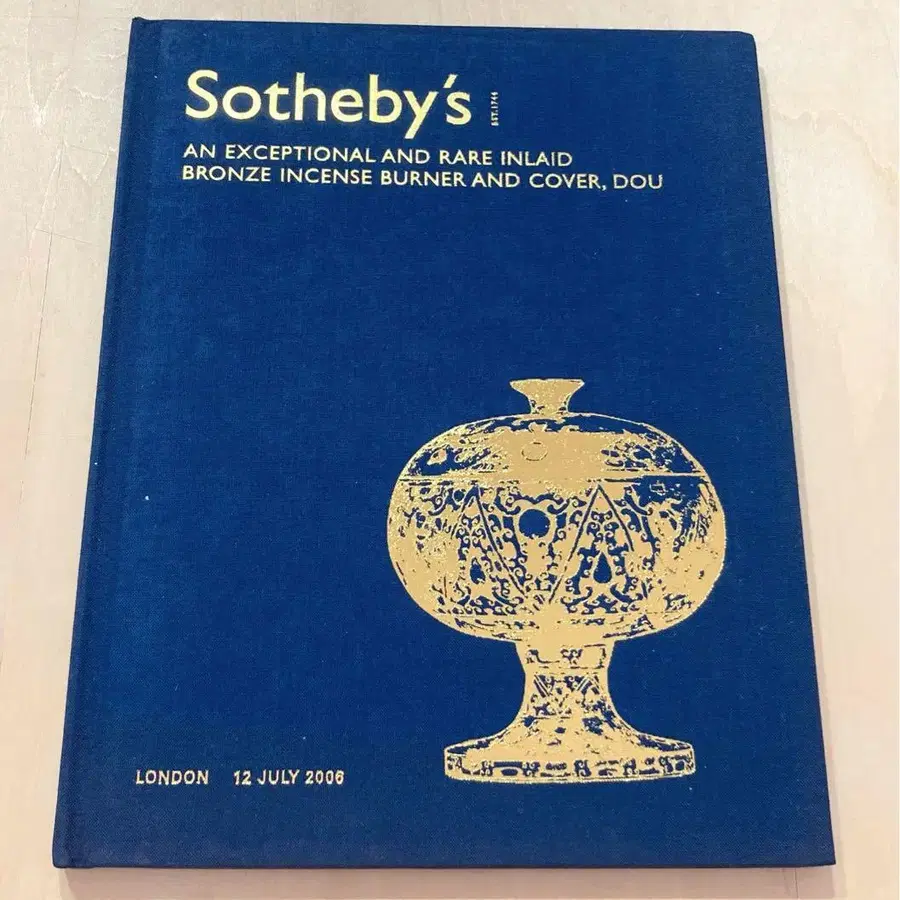 Sotheby's
EST.1744
AN EXCEPTIONAL AND RARE INLAID
BRONZE INCENSE BURNER AND COVER, DOU
LONDON 12 JULY 2006